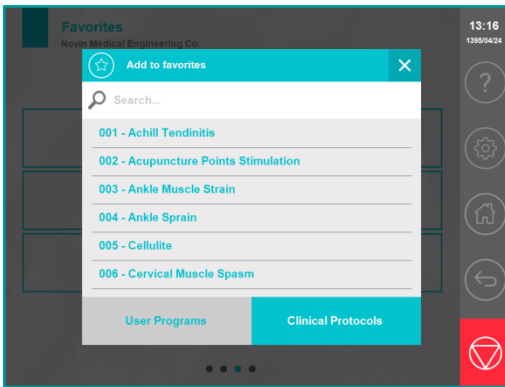 Favorites
Novin Medical Engineering Co.
13:16
1395/04/24
Add to favorites
Search...
001 - Achill Tendinitis
002 - Acupuncture Points Stimulation
003 - Ankle Muscle Strain
004 - Ankle Sprain
005 - Cellulite
006 - Cervical Muscle Spasm
User Programs
Clinical Protocols